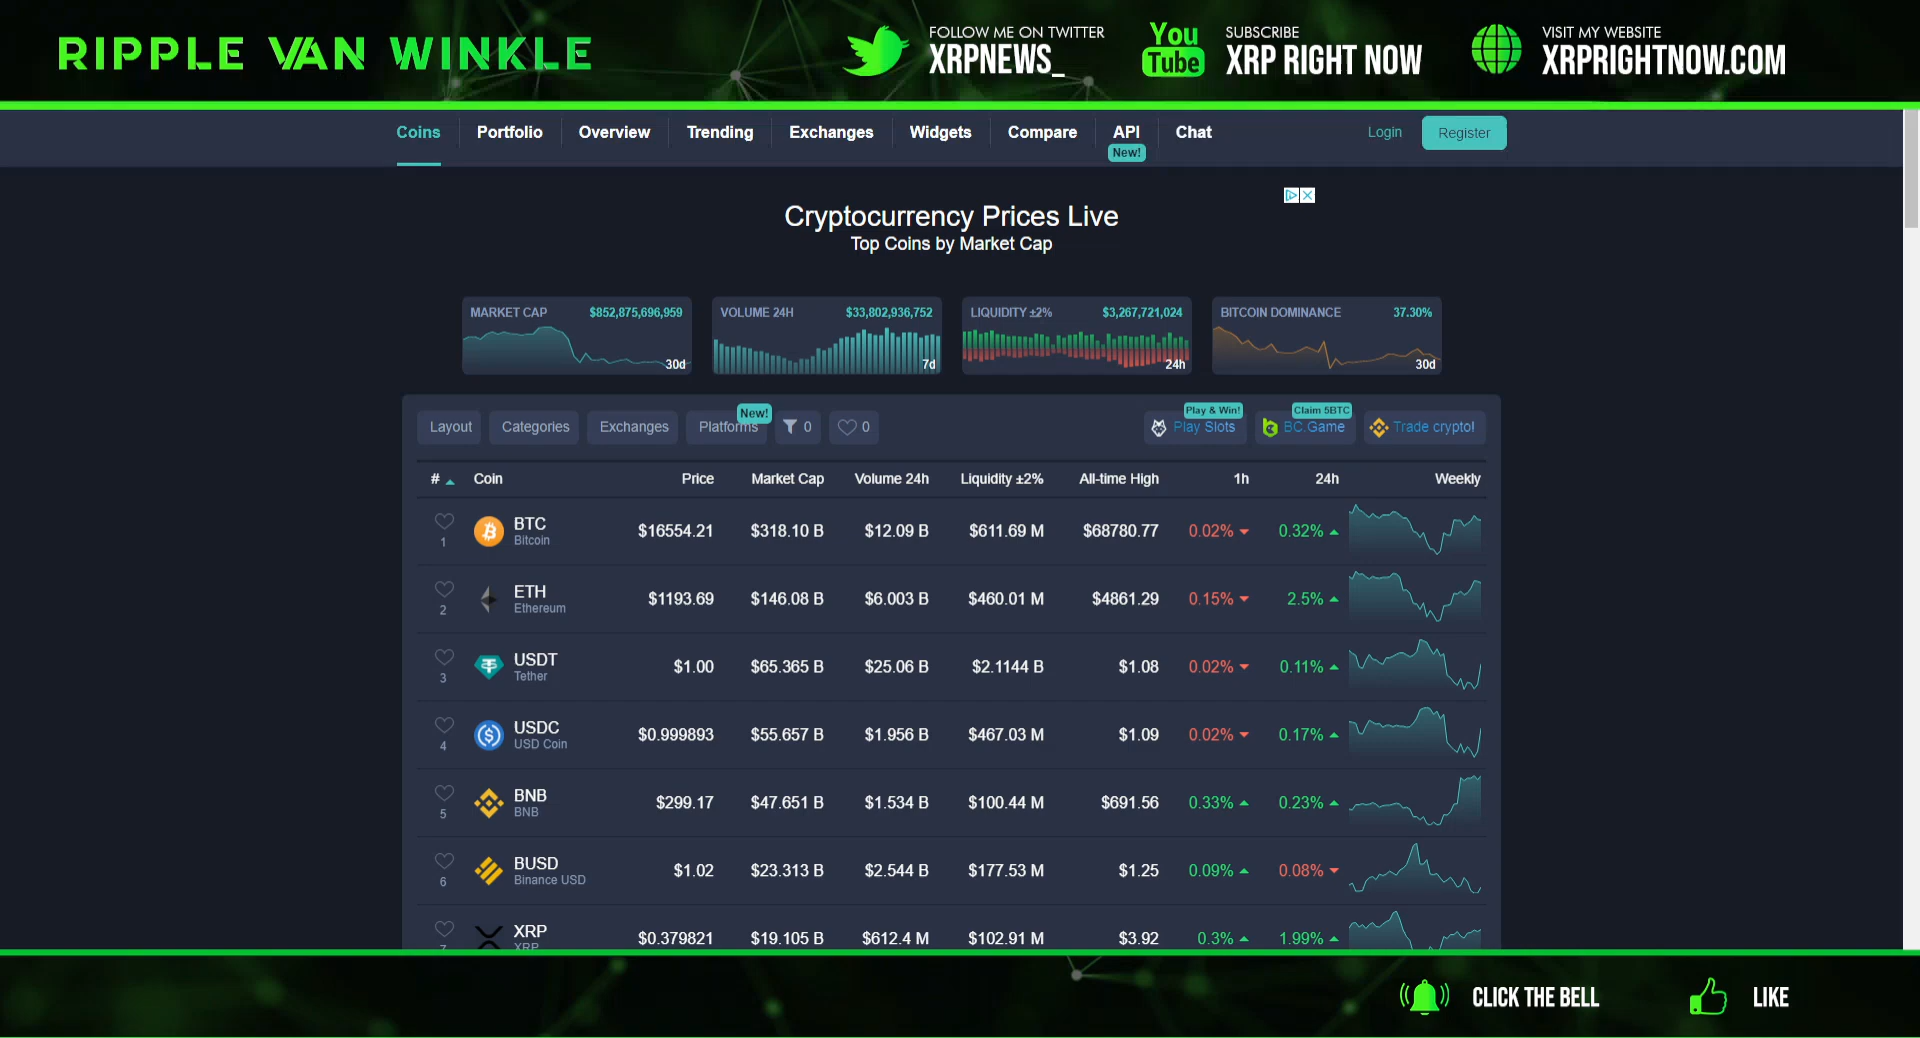 RIPPLE VAN WINKLE
FOLLOW ME ON TWITTER
XRPNEWS_
You
Tube
SUBSCRIBE
XRP RIGHT NOW
VISIT MY WEBSITE
XRPRIGHTNOW.COM
Coins Portfolio Overview Trending Exchanges Widgets Compare API Chat Login Register
New!
Cryptocurrency Prices Live
Top Coins by Market Cap
MARKET CAP $852,875,696,959
30d
VOLUME 24H $33,802,936,752
7d
LIQUIDITY ±2% $3,267,721,024
24h
BITCOIN DOMINANCE 37.30%
30d
New! Play & Win! Claim 5BTC
Layout Categories Exchanges Platforms 0 0 Play Slots BC.Game Trade crypto!
# Coin Price Market Cap Volume 24h Liquidity ±2% All-time High 1h 24h Weekly
1 BTC $16554.21 $318.10 B $12.09 B $611.69 M $68780.77 0.02% 0.32%
Bitcoin
2 ETH $1193.69 $146.08 B $6.003 B $460.01 M $4861.29 0.15% 2.5%
Ethereum
3 USDT $1.00 $65.365 B $25.06 B $2.1144 B $1.08 0.02% 0.11%
Tether
4 USDC $0.999893 $55.657 B $1.956 B $467.03 M $1.09 0.02% 0.17%
USD Coin
5 BNB $299.17 $47.651 B $1.534 B $100.44 M $691.56 0.33% 0.23%
BNB
6 BUSD $1.02 $23.313 B $2.544 B $177.53 M $1.25 0.09% 0.08%
Binance USD
7 XRP $0.379821 $19.105 B $612.4 M $102.91 M $3.92 0.3% 1.99%
XRP
CLICK THE BELL
LIKE